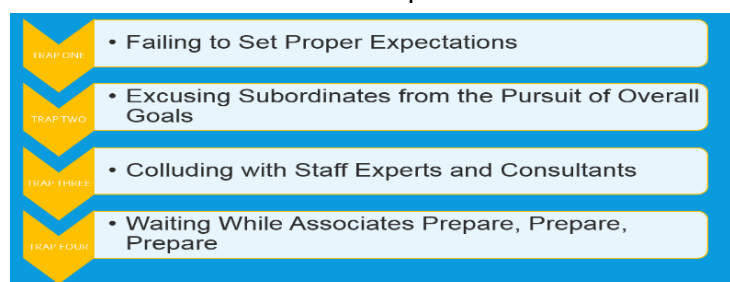 TRAP ONE
• Failing to Set Proper Expectations
TRAP TWO
• Excusing Subordinates from the Pursuit of Overall
Goals
TRAP THREE
• Colluding with Staff Experts and Consultants
TRAP FOUR
• Waiting While Associates Prepare, Prepare,
Prepare